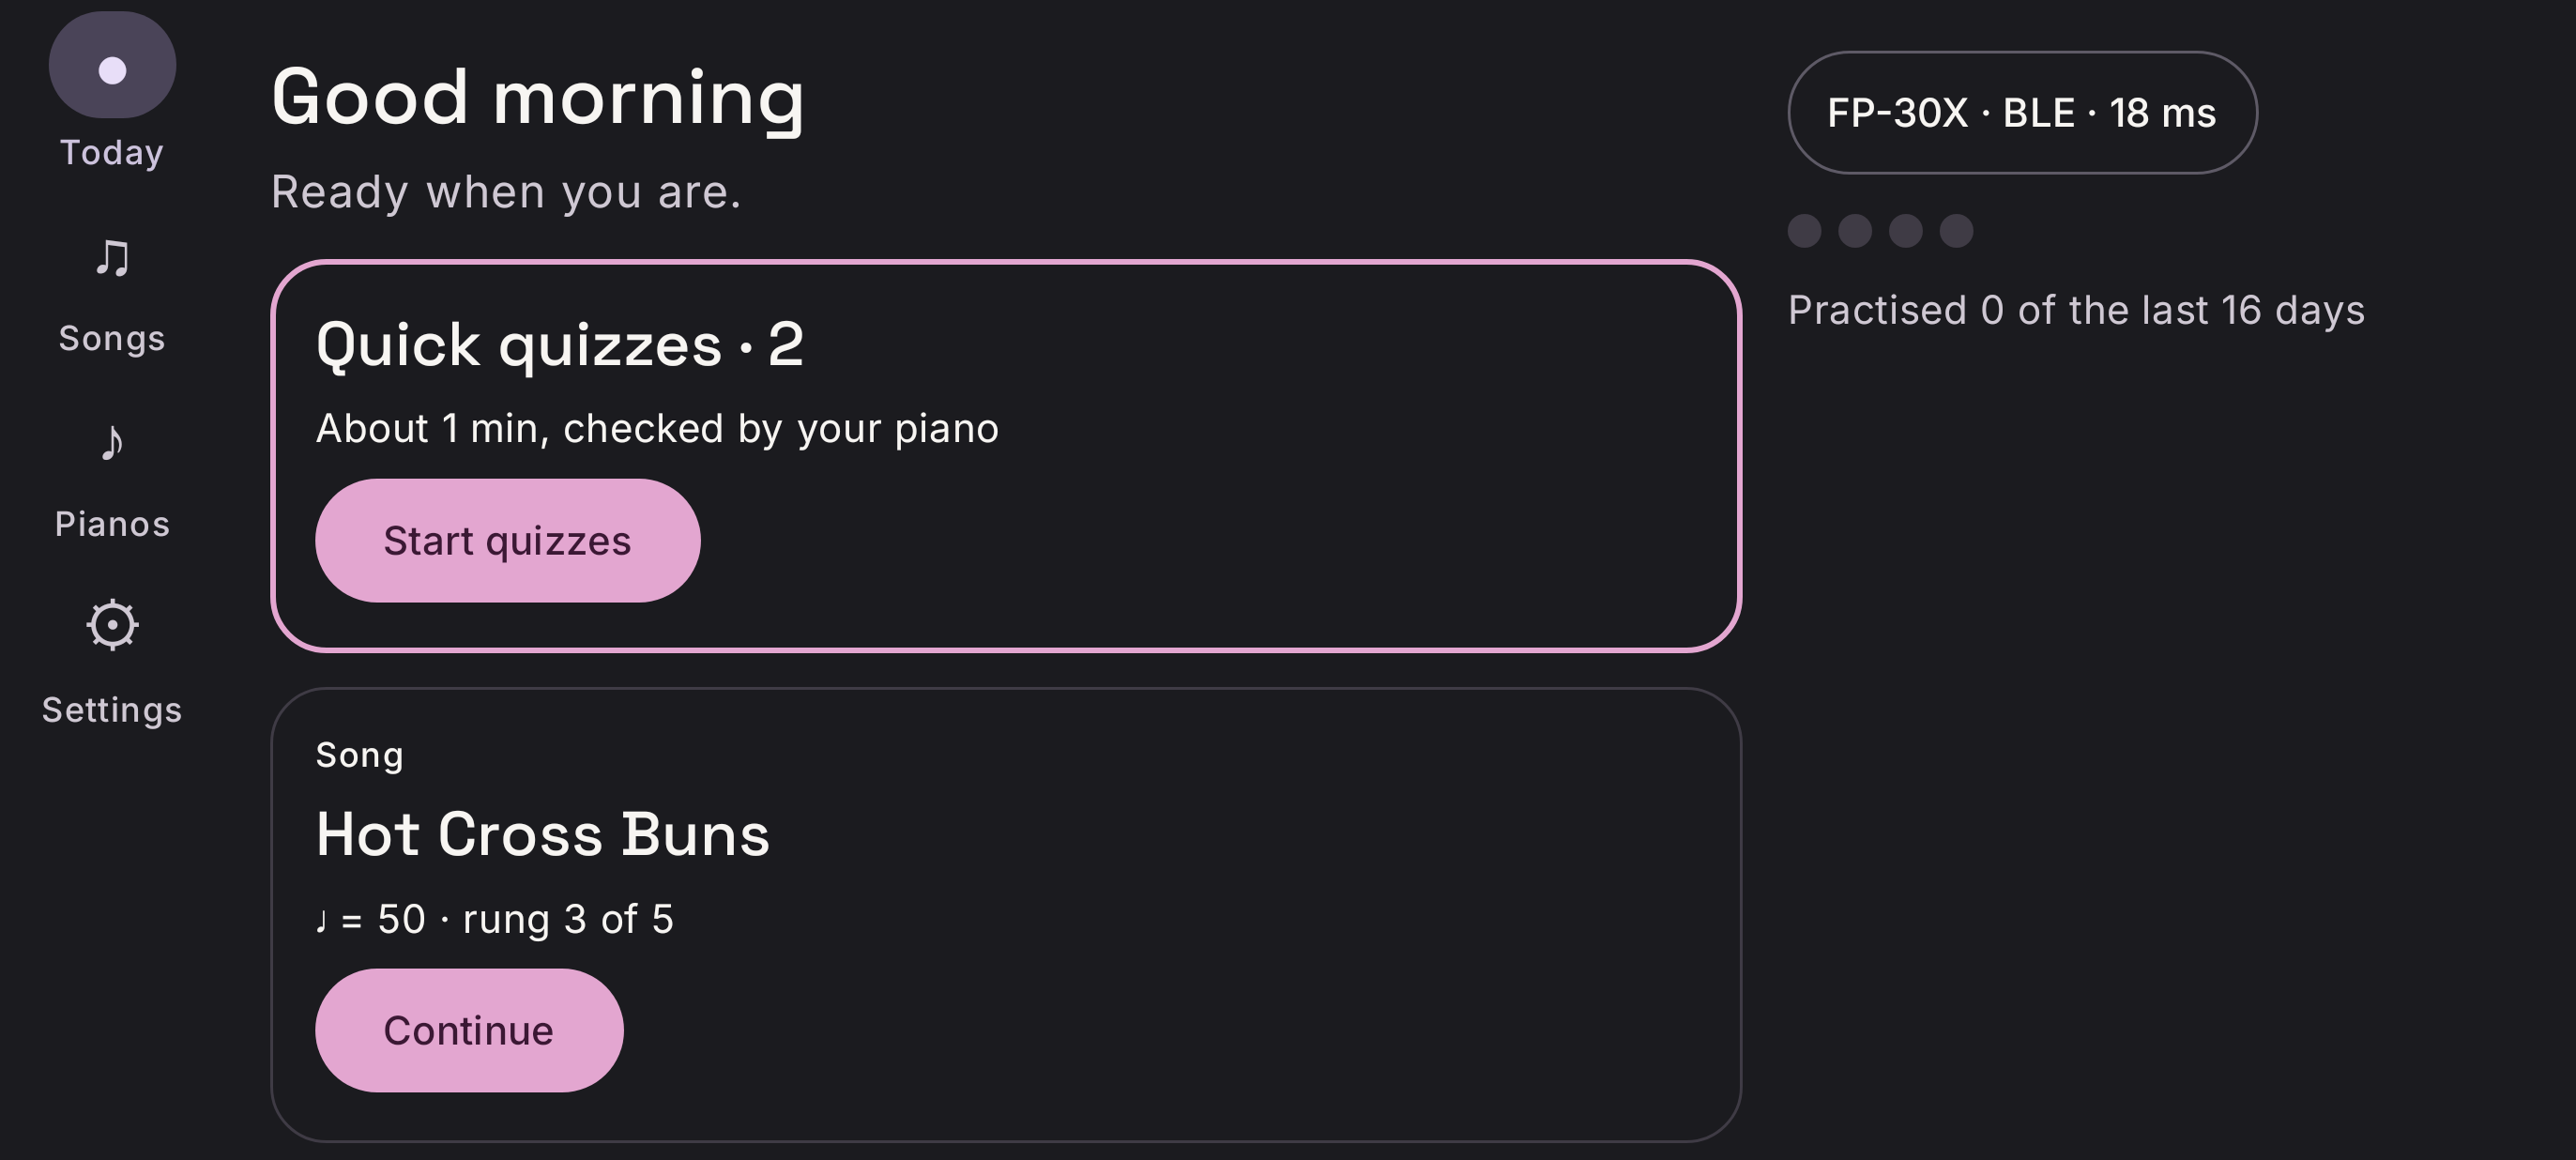 Today
Songs
Pianos
Settings
Good morning
Ready when you are.
Quick quizzes · 2
About 1 min, checked by your piano
Start quizzes
Song
Hot Cross Buns
♩ = 50 · rung 3 of 5
Continue
FP-30X · BLE · 18 ms
Practised 0 of the last 16 days